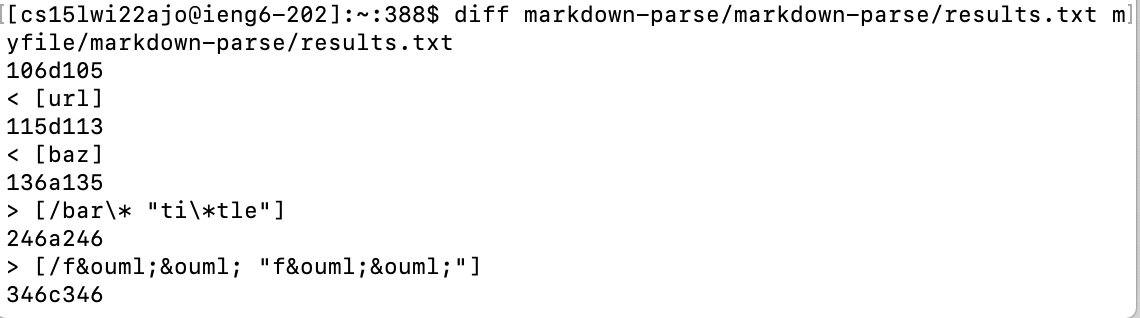 [[cs15lwi22ajo@ieng6-202]:~:388$ diff markdown-parse/markdown-parse/results.txt m]
yfile/markdown-parse/results.txt
106d105
< [url]
115d113
< [baz]
136a135
> [/bar\* "ti\*tle"]
246a246
> [/f&ouml;&ouml; "f&ouml;&ouml;"]
346c346